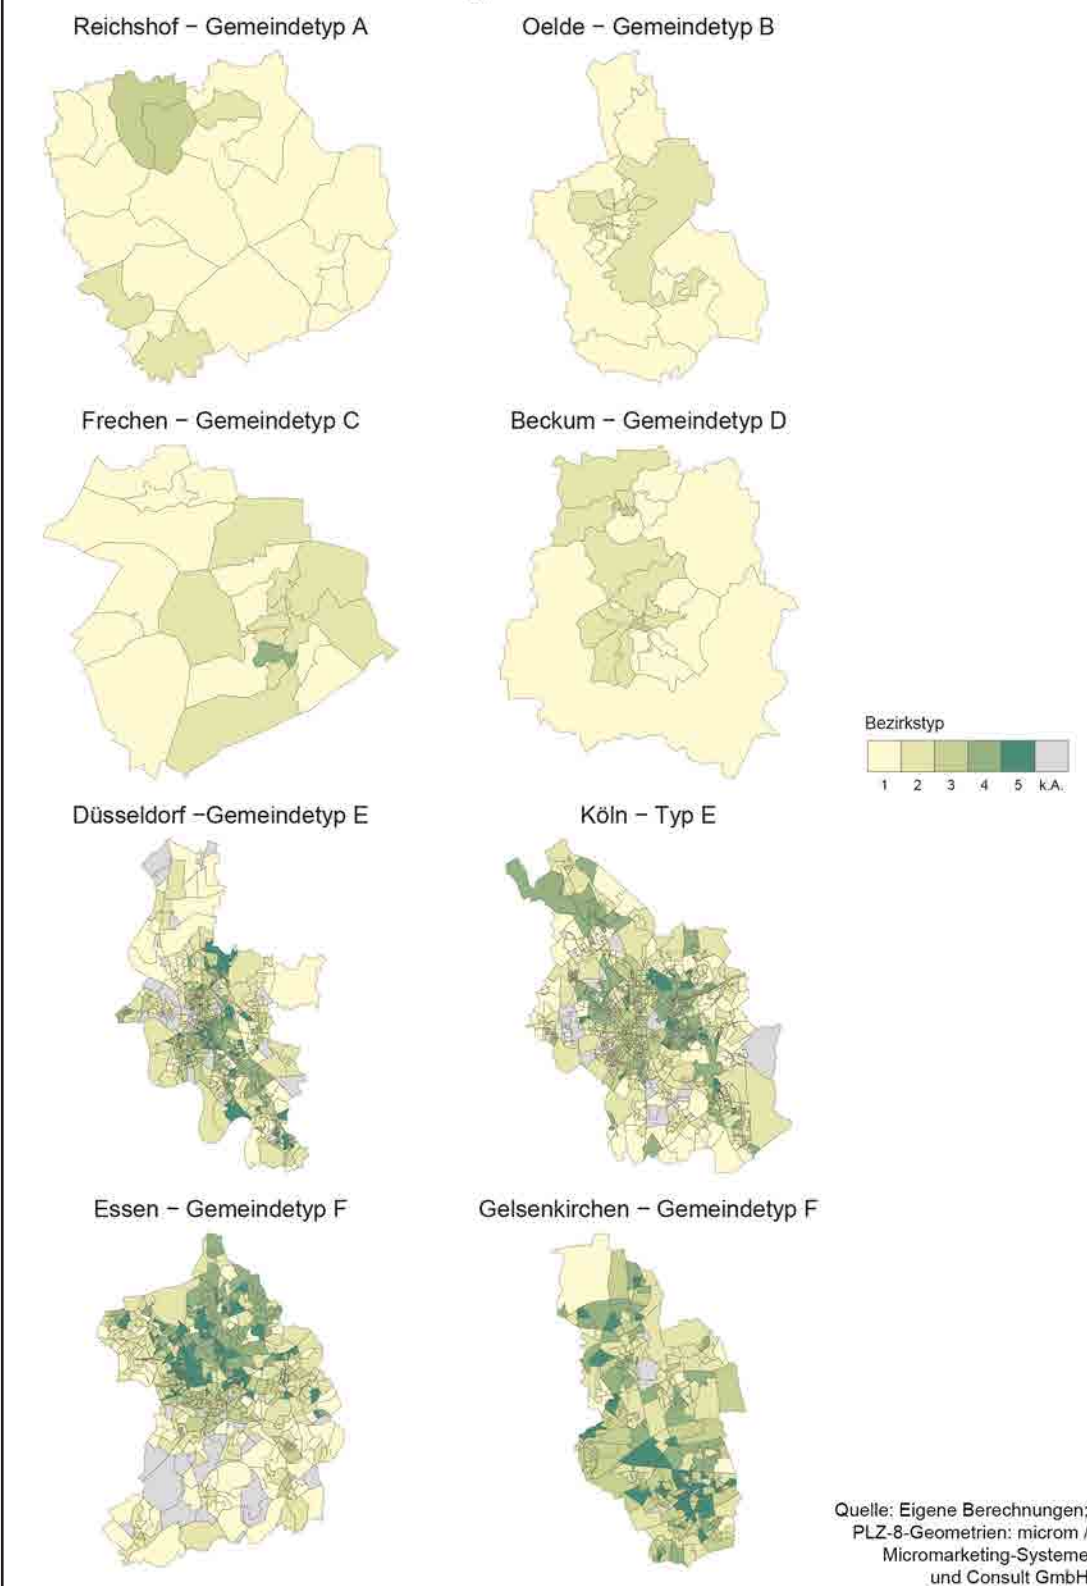 Reichshof − Gemeindetyp A
Oelde − Gemeindetyp B
Frechen − Gemeindetyp C
Beckum − Gemeindetyp D
Bezirkstyp
1 2 3 4 5 k.A.
Düsseldorf −Gemeindetyp E
Köln − Typ E
Essen − Gemeindetyp F
Gelsenkirchen − Gemeindetyp F
Quelle: Eigene Berechnungen;
PLZ-8-Geometrien: microm /
Micromarketing-Systeme
und Consult GmbH